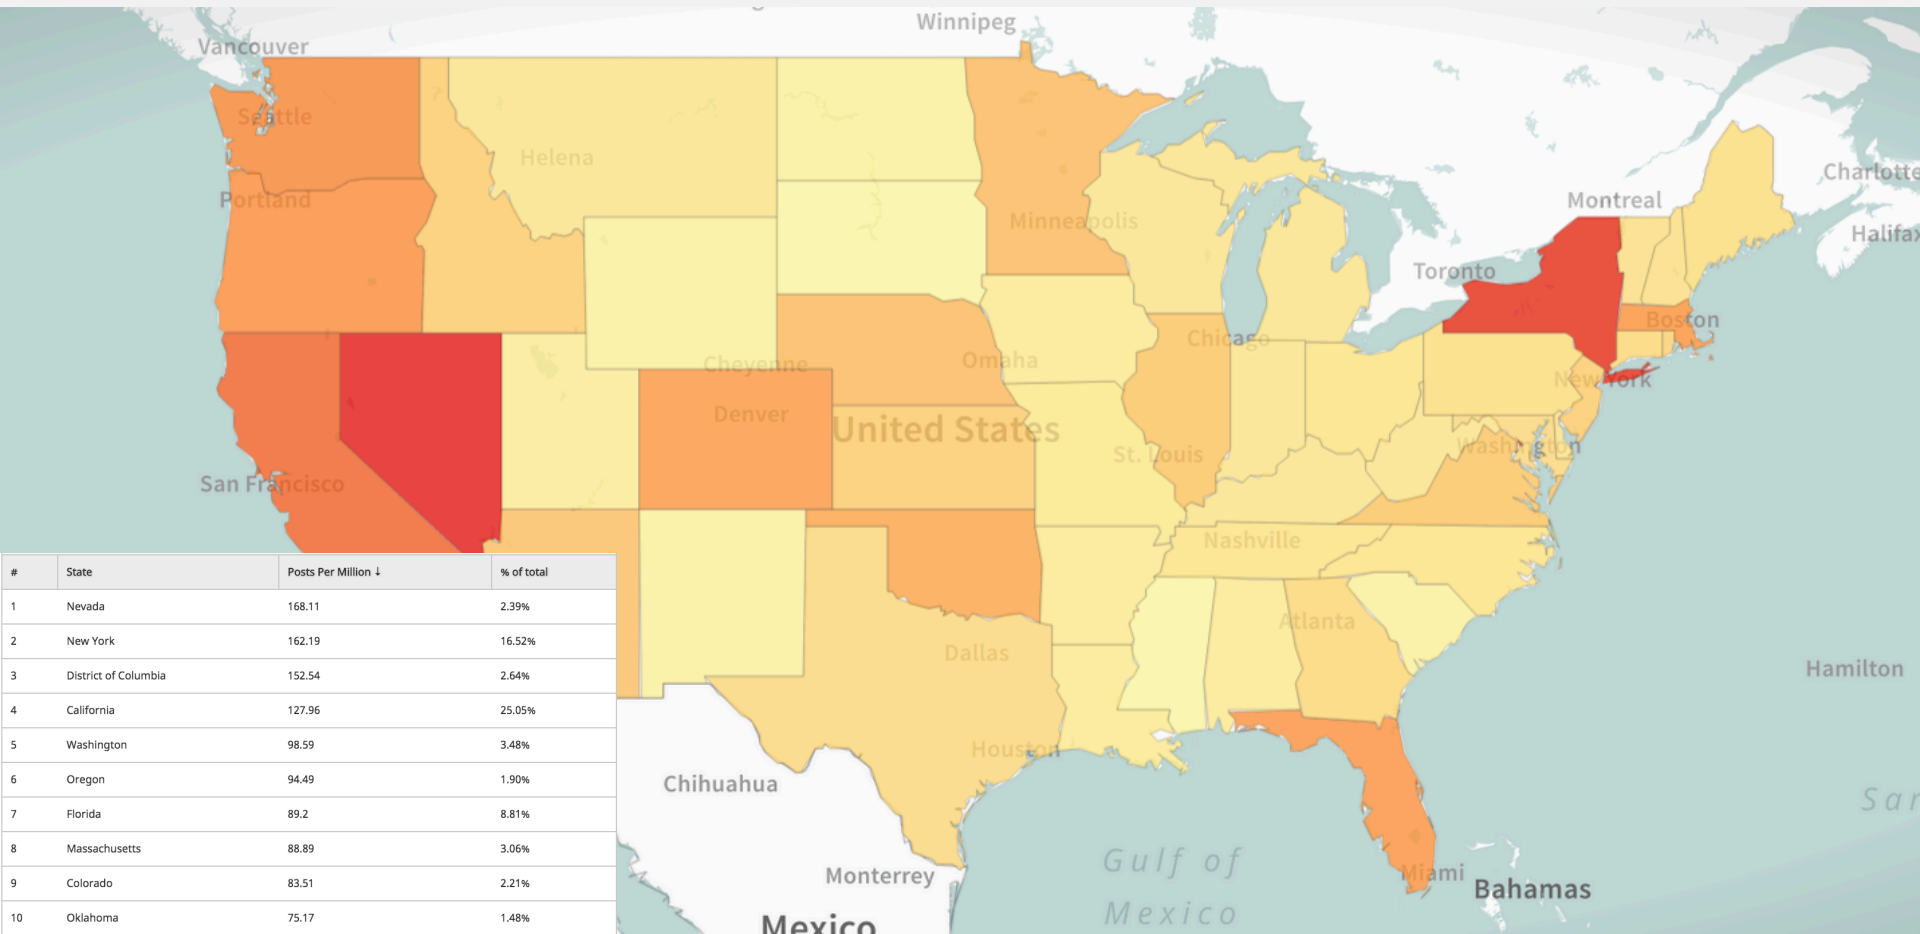 Winnipeg
Vancouver
Seattle
Helena
Charlotte
Portland
Montreal
Minneapolis
Halifax
Toronto
Boston
Chicago
Cheyenne
Omaha
New York
Denver
United States
St. Louis
Washington
San Francisco
Nashville
Atlanta
Dallas
Hamilton
Houston
Chihuahua
Sar
Gulf of
Mexico
Miami
Monterrey
Bahamas
Mexico
# State Posts Per Million ↓ % of total
1 Nevada 168.11 2.39%
2 New York 162.19 16.52%
3 District of Columbia 152.54 2.64%
4 California 127.96 25.05%
5 Washington 98.59 3.48%
6 Oregon 94.49 1.90%
7 Florida 89.2 8.81%
8 Massachusetts 88.89 3.06%
9 Colorado 83.51 2.21%
10 Oklahoma 75.17 1.48%